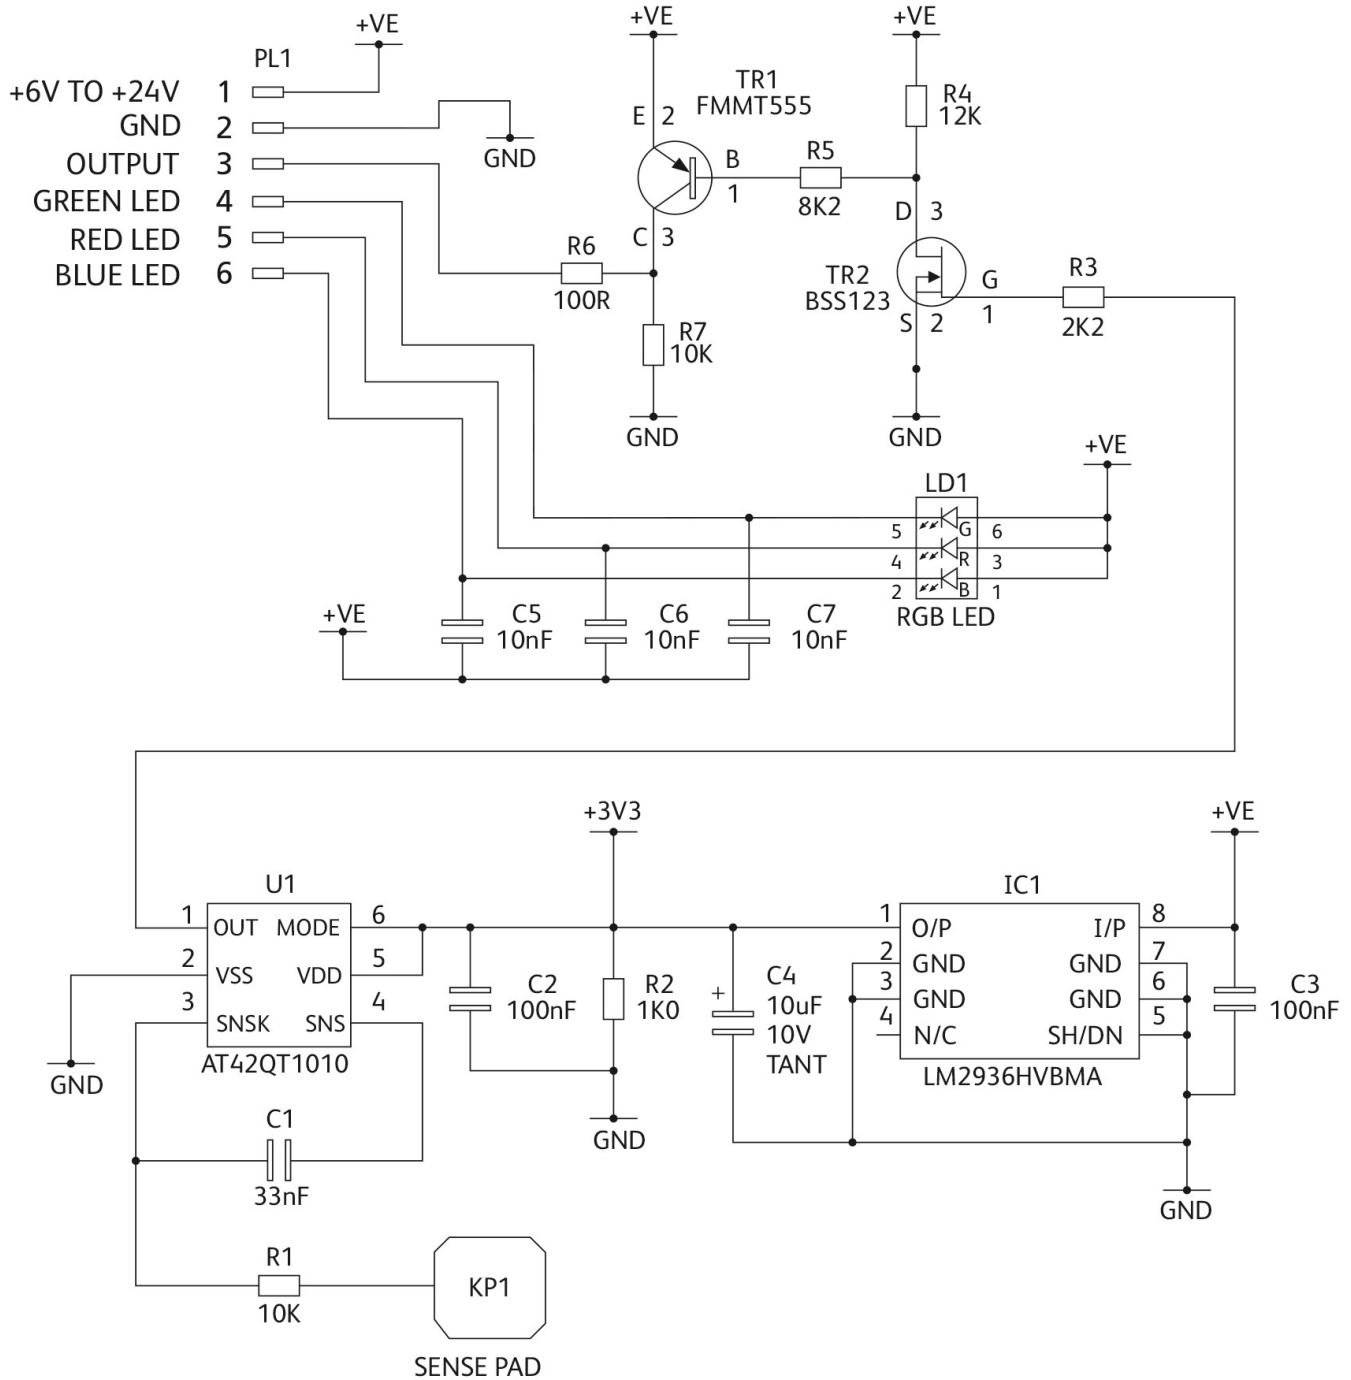 +VE
+VE
+VE
PL1
TR1
FMMT555
+6V TO +24V 1
GND 2
OUTPUT 3
GREEN LED 4
RED LED 5
BLUE LED 6
GND
E 2
B
1
C 3
R4
12K
R5
8K2
D 3
R6
100R
TR2
BSS123
G
1
S 2
R3
2K2
R7
10K
GND
GND
+VE
LD1
5 G 6
4 R 3
2 B 1
RGB LED
+VE
C5
10nF
C6
10nF
C7
10nF
+3V3
+VE
U1
IC1
1 OUT MODE 6
2 VSS VDD 5
3 SNSK SNS 4
AT42QT1010
GND
C2
100nF
R2
1K0
GND
+
C4
10uF
10V
TANT
1 O/P I/P 8
2 GND GND 7
3 GND GND 6
4 N/C SH/DN 5
LM2936HVBMA
C3
100nF
GND
C1
33nF
R1
10K
KP1
SENSE PAD